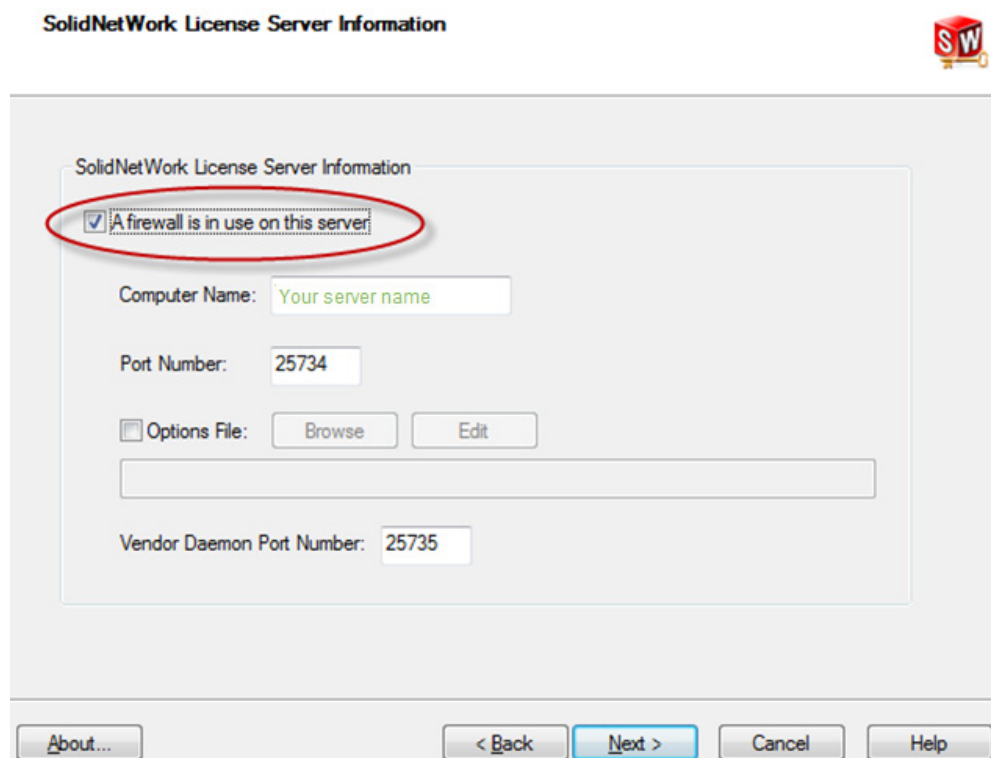 SolidNetWork License Server Information
SW
SolidNetWork License Server Information
A firewall is in use on this server
Computer Name: Your server name
Port Number: 25734
Options File: Browse Edit
Vendor Daemon Port Number: 25735
About... < Back Next > Cancel Help